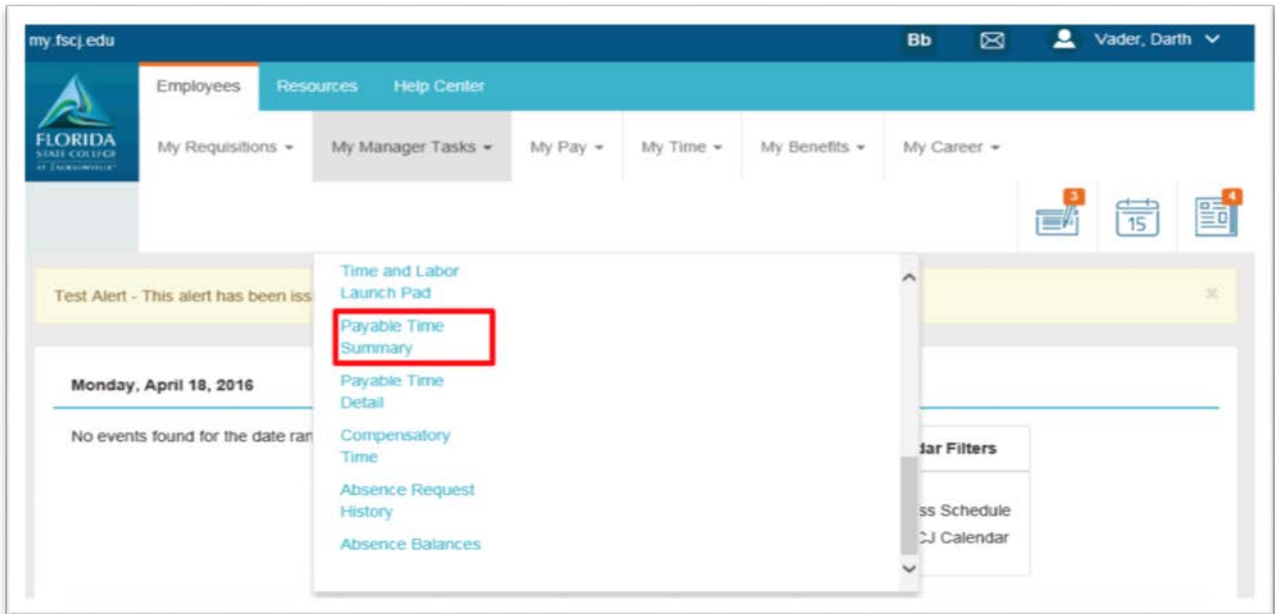 my.fscj.edu
Bb
Vader, Darth
Employees Resources Help Center
FLORIDA
STATE COLLEGE
AT JACKSONVILLE
My Requisitions My Manager Tasks My Pay My Time My Benefits My Career
3
15
4
Test Alert - This alert has been iss
x
Time and Labor
Launch Pad
Payable Time
Summary
Payable Time
Detail
Compensatory
Time
Absence Request
History
Absence Balances
Monday, April 18, 2016
No events found for the date ran
dar Filters
ss Schedule
CJ Calendar